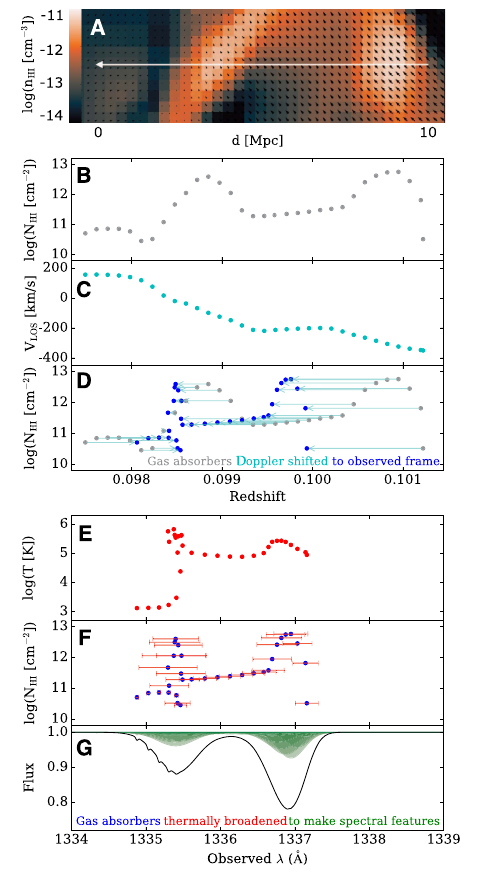 A
-11
-12
-13
-14
log(n_III [cm⁻³])
0
10
d [Mpc]
B
13
12
11
10
log(N_III [cm⁻²])
C
200
0
-200
-400
V_LOS [km/s]
D
13
12
11
10
log(N_III [cm⁻²])
Gas absorbers Doppler shifted to observed frame
0.098
0.099
0.100
0.101
Redshift
E
6
5
4
3
log(T [K])
F
13
12
11
10
log(N_III [cm⁻²])
G
1.0
0.9
0.8
Flux
Gas absorbers thermally broadened to make spectral features
1334
1335
1336
1337
1338
1339
Observed λ (Å)